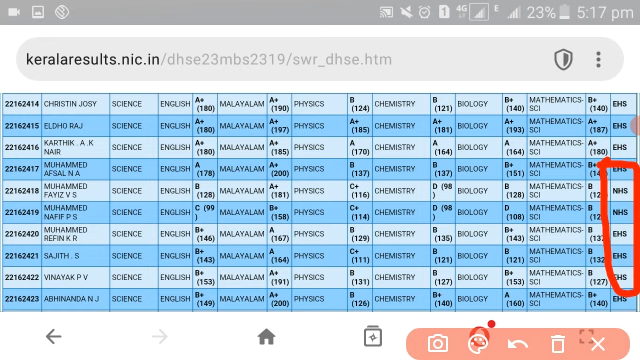 1 4G E 23% 5:17 pm
keralaresults.nic.in/dhse23mbs2319/swr_dhse.htm
22162414 CHRISTIN JOSY SCIENCE ENGLISH A+ (180) MALAYALAM A+ (190) PHYSICS B (124) CHEMISTRY B (121) BIOLOGY B+ (140) MATHEMATICS-SCI B+ (140) EHS
22162415 ELDHO RAJ SCIENCE ENGLISH A+ (180) MALAYALAM A+ (197) PHYSICS A+ (185) CHEMISTRY A+ (181) BIOLOGY A+ (193) MATHEMATICS-SCI A+ (187) EHS
22162416 KARTHIK . A .K NAIR SCIENCE ENGLISH A+ (180) MALAYALAM A+ (185) PHYSICS A (170) CHEMISTRY A (164) BIOLOGY A (164) MATHEMATICS-SCI A+ (180) EHS
22162417 MUHAMMED AFSAL N A SCIENCE ENGLISH A (178) MALAYALAM A+ (200) PHYSICS B (137) CHEMISTRY B (137) BIOLOGY B+ (151) MATHEMATICS-SCI B+ EHS
22162418 MUHAMMED FAYIZ V S SCIENCE ENGLISH B (128) MALAYALAM A+ (181) PHYSICS C+ (116) CHEMISTRY D (98 ) BIOLOGY B (128) MATHEMATICS-SCI B NHS
22162419 MUHAMMED NAFIF P S SCIENCE ENGLISH C (99 ) MALAYALAM B+ (158) PHYSICS C+ (114) CHEMISTRY D (98 ) BIOLOGY D (108) MATHEMATICS-SCI B NHS
22162420 MUHAMMED REFIN K R SCIENCE ENGLISH B+ (146) MALAYALAM A (167) PHYSICS B (129) CHEMISTRY B (135) BIOLOGY B+ (143) MATHEMATICS-SCI B EHS
22162421 SAJITH . S SCIENCE ENGLISH B+ (143) MALAYALAM A (164) PHYSICS C+ (111) CHEMISTRY B (121) BIOLOGY B (121) MATHEMATICS-SCI B (132) EHS
22162422 VINAYAK P V SCIENCE ENGLISH B+ (153) MALAYALAM A+ (191) PHYSICS B (131) CHEMISTRY B (127) BIOLOGY B+ (153) MATHEMATICS-SCI B (127) EHS
22162423 ABHINANDA N J SCIENCE ENGLISH B+ (149) MALAYALAM A+ (200) PHYSICS B (126) CHEMISTRY B+ (140) BIOLOGY A (160) MATHEMATICS-SCI B+ (140) EHS